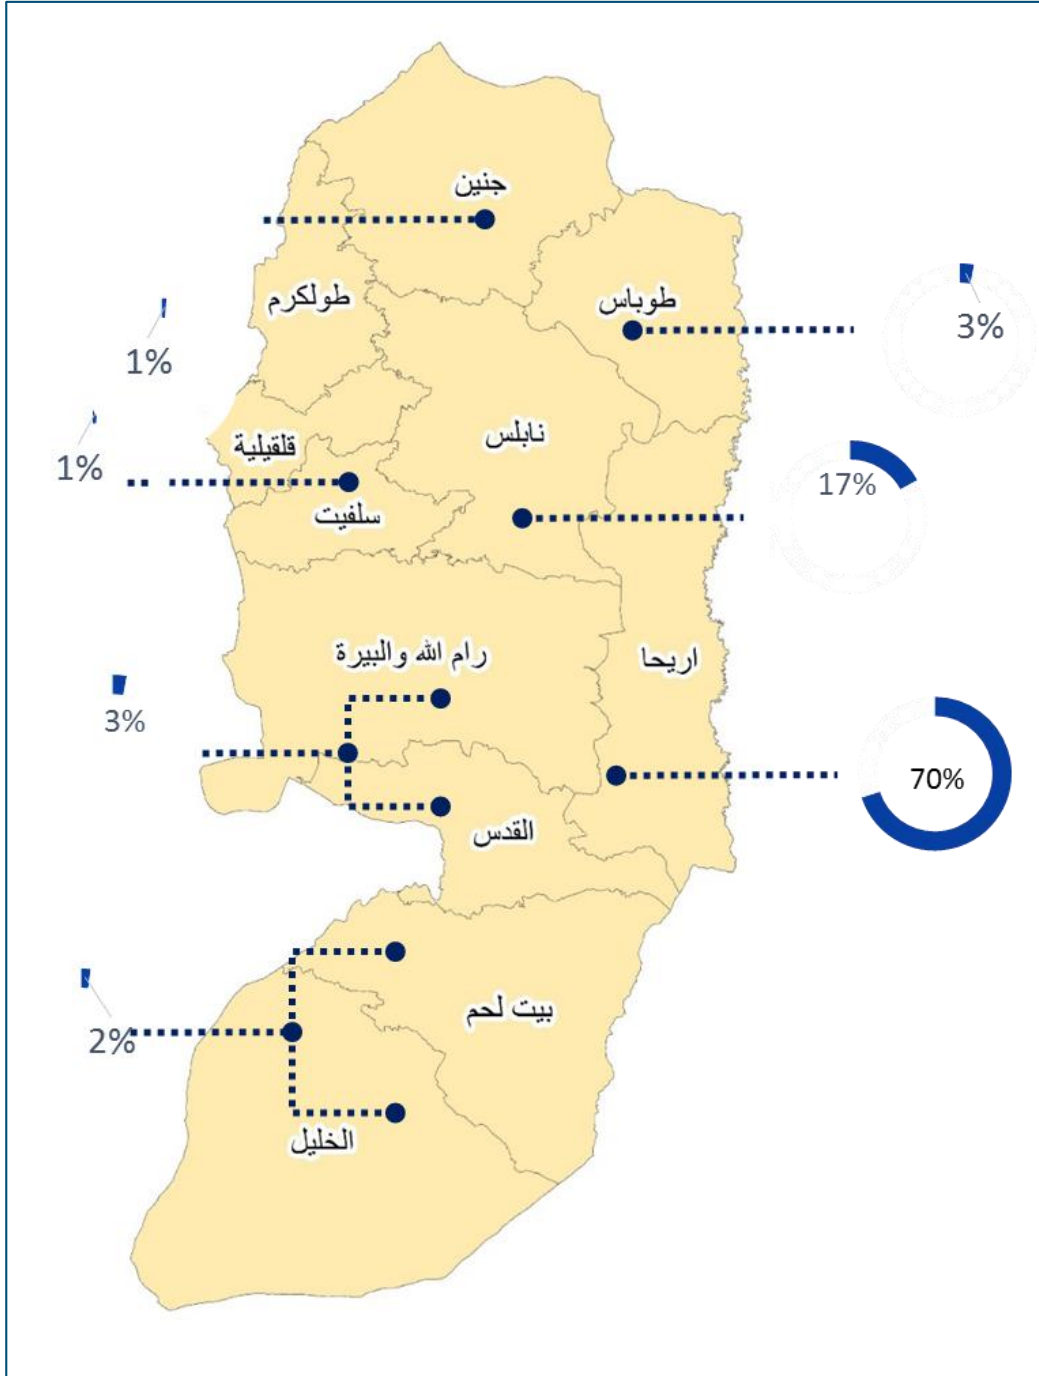 جنين
طوباس
3%
طولكرم
1%
نابلس
قلقيلية
1%
17%
سلفيت
رام الله والبيرة
اريحا
3%
70%
القدس
بيت لحم
2%
الخليل